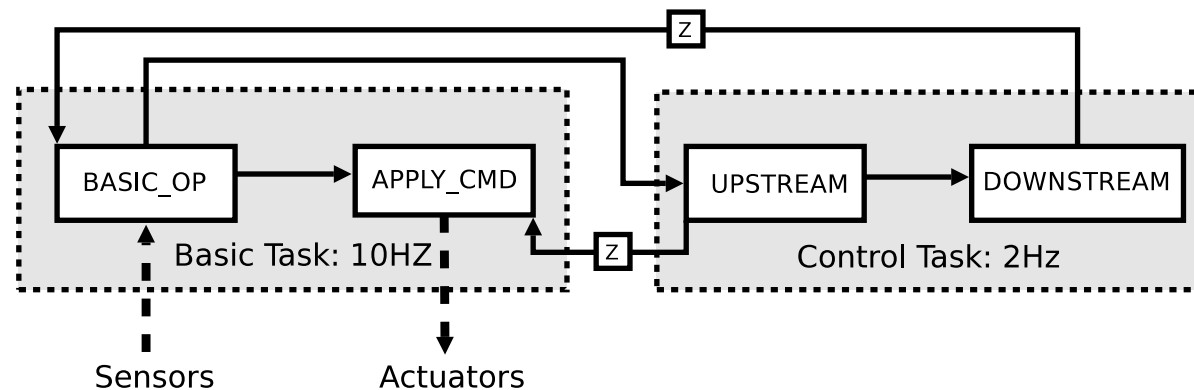 Z
BASIC_OP
APPLY_CMD
UPSTREAM
DOWNSTREAM
Basic Task: 10HZ
Z
Control Task: 2Hz
Sensors
Actuators